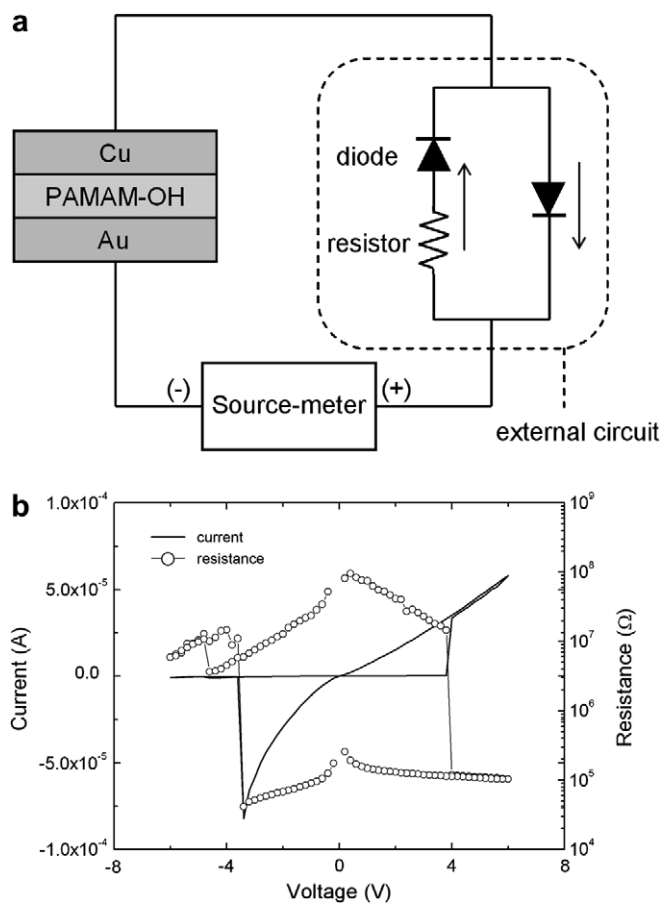 a
Cu
PAMAM-OH
Au
diode
resistor
(-)
Source-meter
(+)
external circuit
b
current
resistance
1.0x10⁻⁴
5.0x10⁻⁵
0.0
-5.0x10⁻⁵
-1.0x10⁻⁴
Current (A)
10⁹
10⁸
10⁷
10⁶
10⁵
10⁴
Resistance (Ω)
-8 -4 0 4 8
Voltage (V)